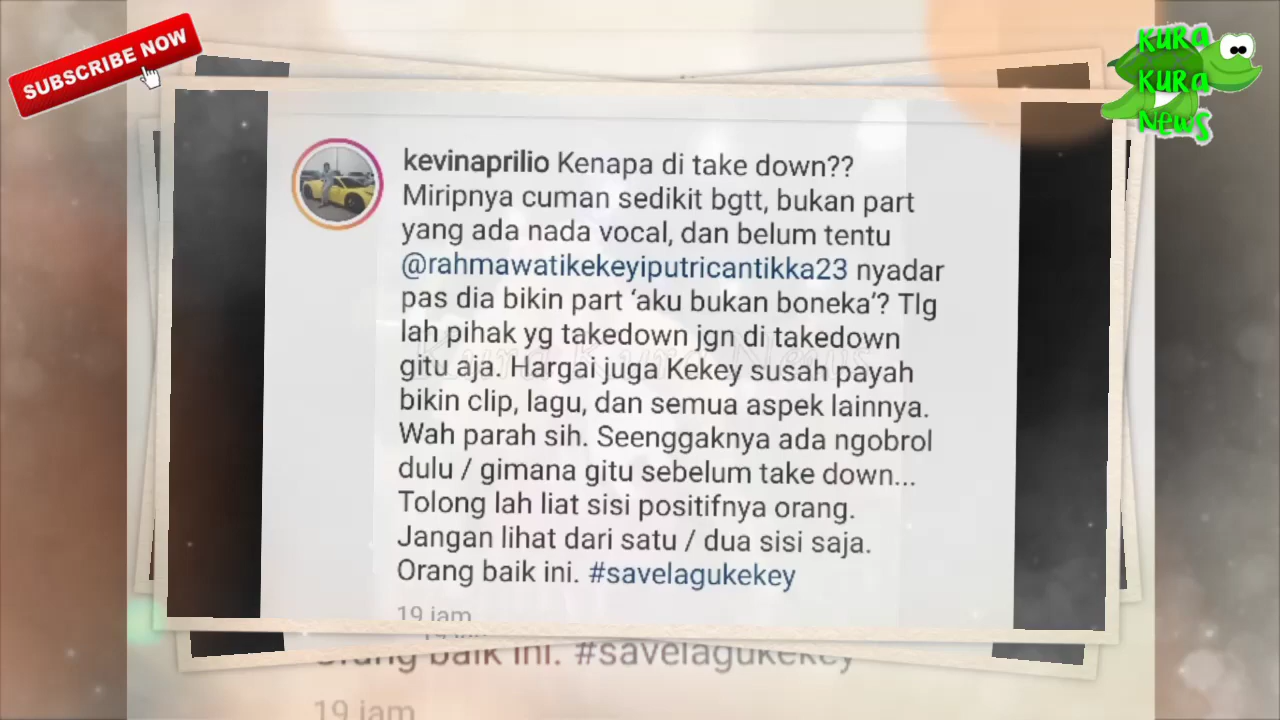 SUBSCRIBE NOW
KURA
KURA
NEWS
kevinaprilio Kenapa di take down??
Miripnya cuman sedikit bgtt, bukan part
yang ada nada vocal, dan belum tentu
@rahmawatikekeyiputricantikka23 nyadar
pas dia bikin part ‘aku bukan boneka’? Tlg
lah pihak yg takedown jgn di takedown
gitu aja. Hargai juga Kekey susah payah
bikin clip, lagu, dan semua aspek lainnya.
Wah parah sih. Seenggaknya ada ngobrol
dulu / gimana gitu sebelum take down...
Tolong lah liat sisi positifnya orang.
Jangan lihat dari satu / dua sisi saja.
Orang baik ini. #savelagukekey
19 jam
Kura Kura News
Orang baik ini. #savelagukekey
19 jam